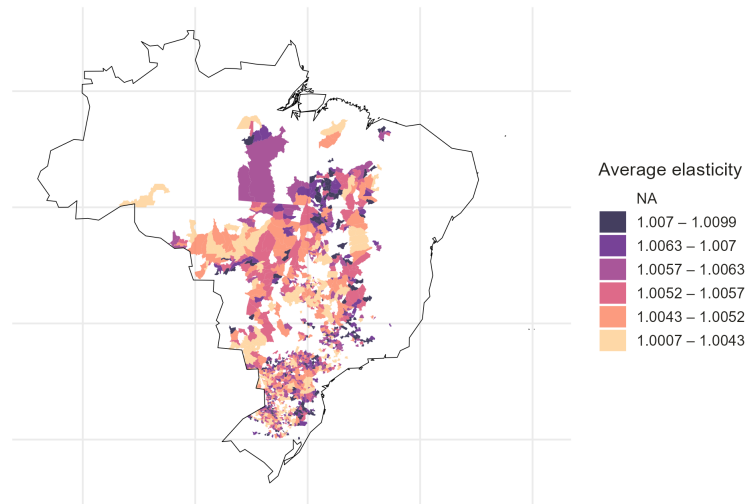 Average elasticity
NA
1.007 – 1.0099
1.0063 – 1.007
1.0057 – 1.0063
1.0052 – 1.0057
1.0043 – 1.0052
1.0007 – 1.0043